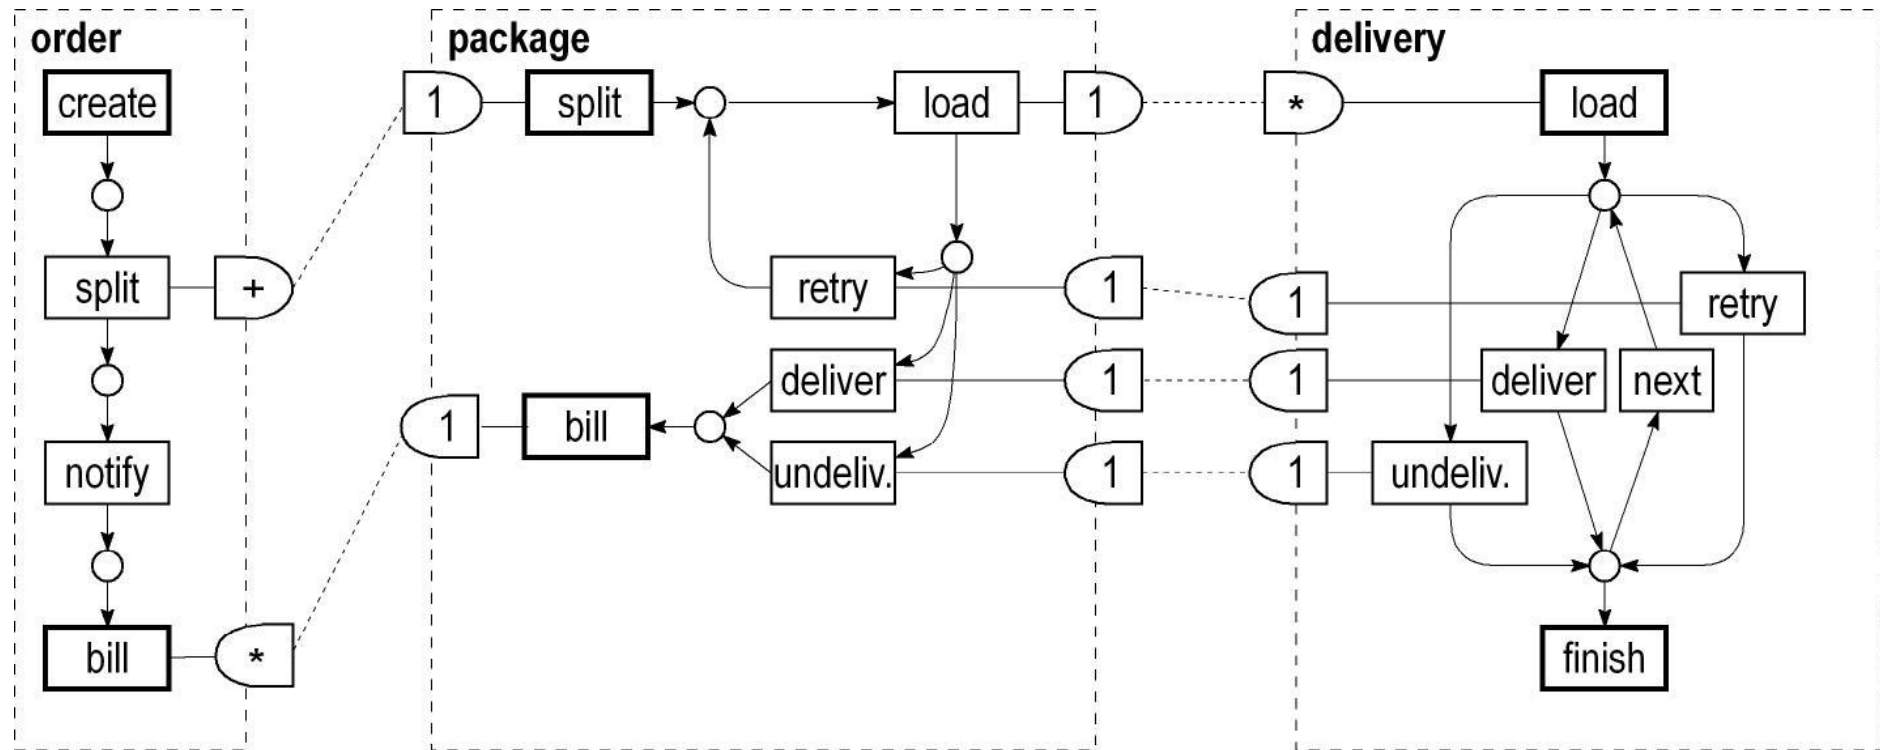 order
create
split
+
notify
bill
*
package
1
split
load
1
retry
1
deliver
1
bill
1
undeliv.
1
delivery
*
load
1
retry
1
deliver
next
1
undeliv.
finish